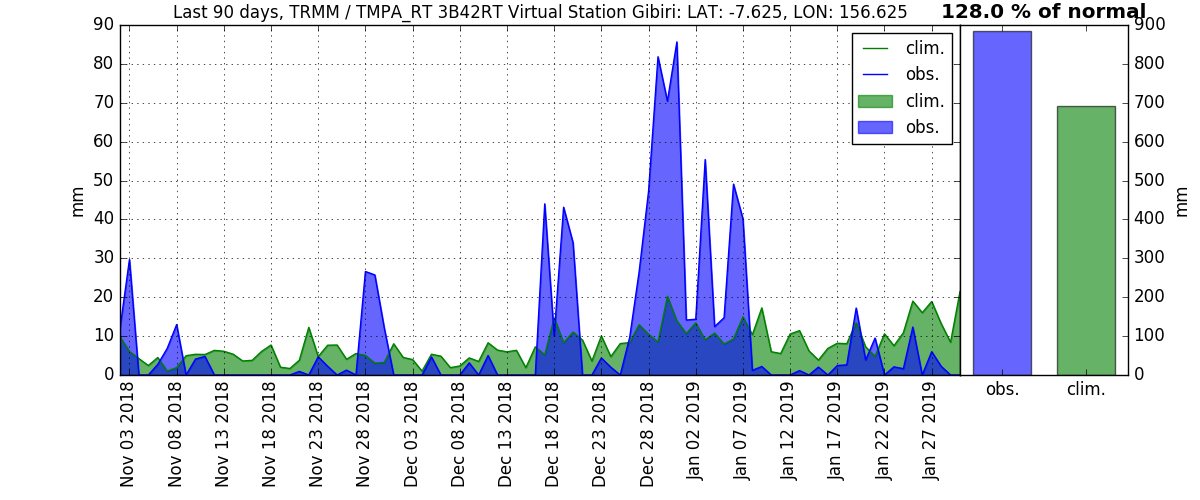 Last 90 days, TRMM / TMPA_RT 3B42RT Virtual Station Gibiri: LAT: -7.625, LON: 156.625
128.0 % of normal
90
80
70
60
50
40
30
20
10
0
mm
clim.
obs.
clim.
obs.
900
800
700
600
500
400
300
200
100
0
mm
obs.
clim.
Nov 03 2018
Nov 08 2018
Nov 13 2018
Nov 18 2018
Nov 23 2018
Nov 28 2018
Dec 03 2018
Dec 08 2018
Dec 13 2018
Dec 18 2018
Dec 23 2018
Dec 28 2018
Jan 02 2019
Jan 07 2019
Jan 12 2019
Jan 17 2019
Jan 22 2019
Jan 27 2019